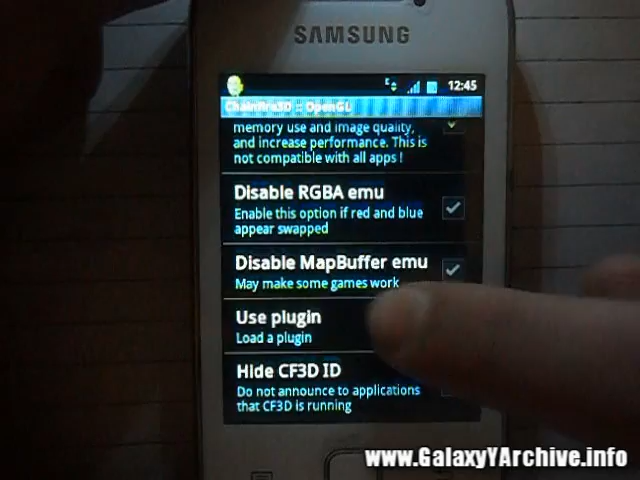 SAMSUNG
E
12:45
Chainfire3D :: OpenGL
memory use and image quality,
and increase performance. This is
not compatible with all apps !
Disable RGBA emu
Enable this option if red and blue
appear swapped
Disable MapBuffer emu
May make some games work
Use plugin
Load a plugin
Hide CF3D ID
Do not announce to applications
that CF3D is running
www.GalaxyYArchive.info